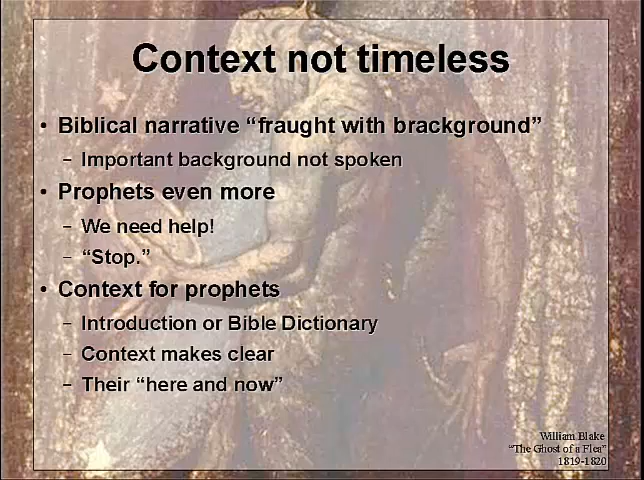 Context not timeless
• Biblical narrative “fraught with brackground”
– Important background not spoken
• Prophets even more
– We need help!
– “Stop.”
• Context for prophets
– Introduction or Bible Dictionary
– Context makes clear
– Their “here and now”
William Blake
“The Ghost of a Flea”
1819-1820